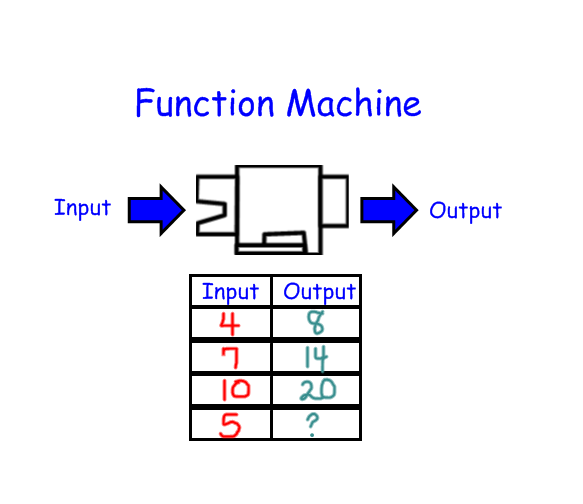 Function Machine
Input Output
Input Output
4 8
7 14
10 20
5 ?